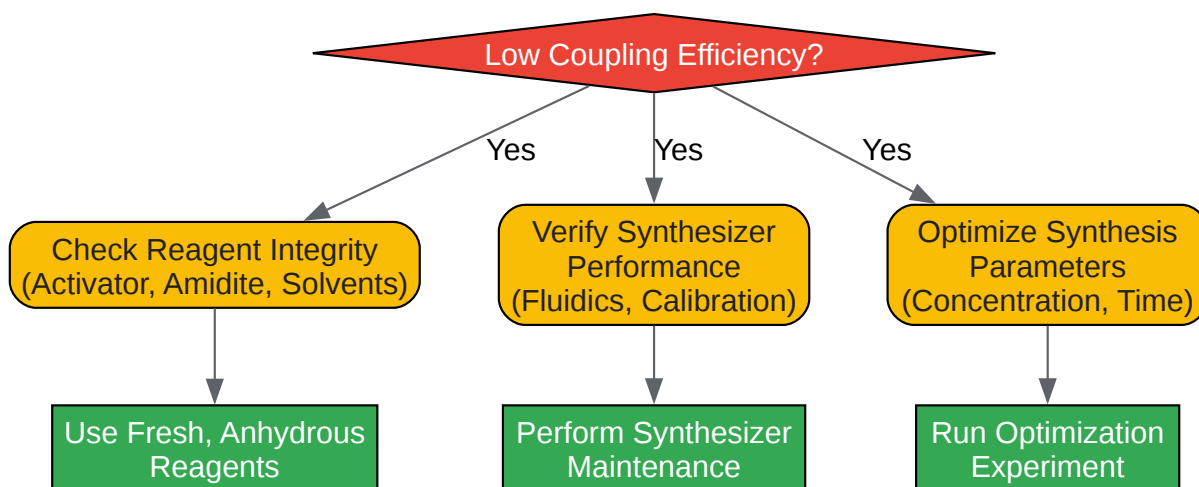 Low Coupling Efficiency?
Yes
Yes
Yes
Check Reagent Integrity
(Activator, Amidite, Solvents)
Verify Synthesizer
Performance
(Fluidics, Calibration)
Optimize Synthesis
Parameters
(Concentration, Time)
Use Fresh, Anhydrous
Reagents
Perform Synthesizer
Maintenance
Run Optimization
Experiment